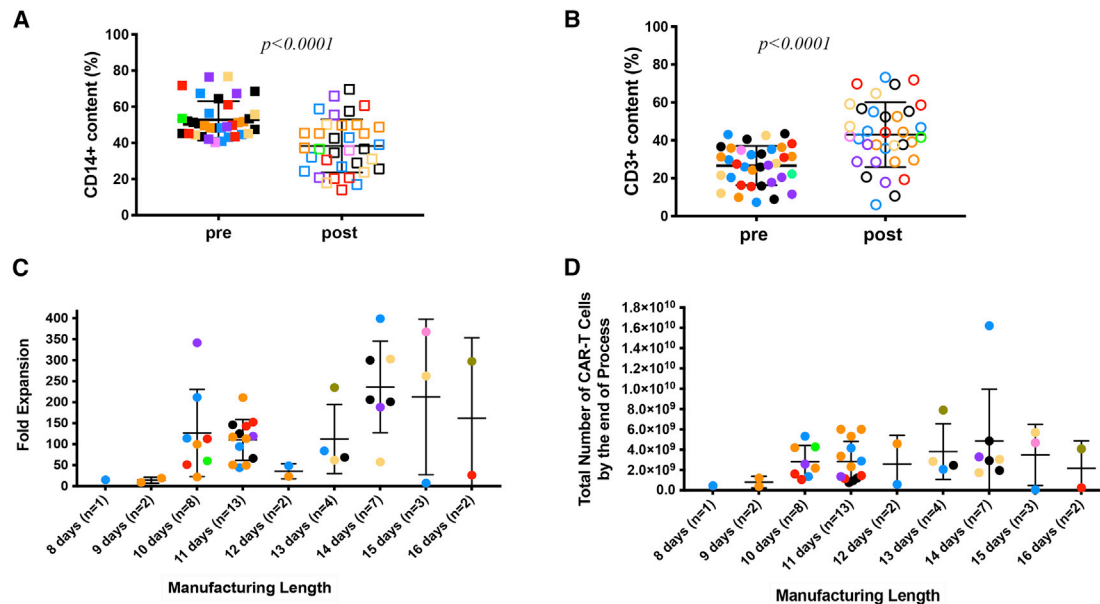 A
p<0.0001
CD14+ content (%)
100
80
60
40
20
0
pre
post
B
p<0.0001
CD3+ content (%)
100
80
60
40
20
0
pre
post
C
Fold Expansion
400
350
300
250
200
150
100
50
0
8 days (n=1)
9 days (n=2)
10 days (n=8)
11 days (n=13)
12 days (n=2)
13 days (n=4)
14 days (n=7)
15 days (n=3)
16 days (n=2)
Manufacturing Length
D
Total Number of CAR-T Cells
by the end of Process
1.8×10¹⁰
1.6×10¹⁰
1.4×10¹⁰
1.2×10¹⁰
1.0×10¹⁰
8.0×10⁹
6.0×10⁹
4.0×10⁹
2.0×10⁹
0.0
8 days (n=1)
9 days (n=2)
10 days (n=8)
11 days (n=13)
12 days (n=2)
13 days (n=4)
14 days (n=7)
15 days (n=3)
16 days (n=2)
Manufacturing Length